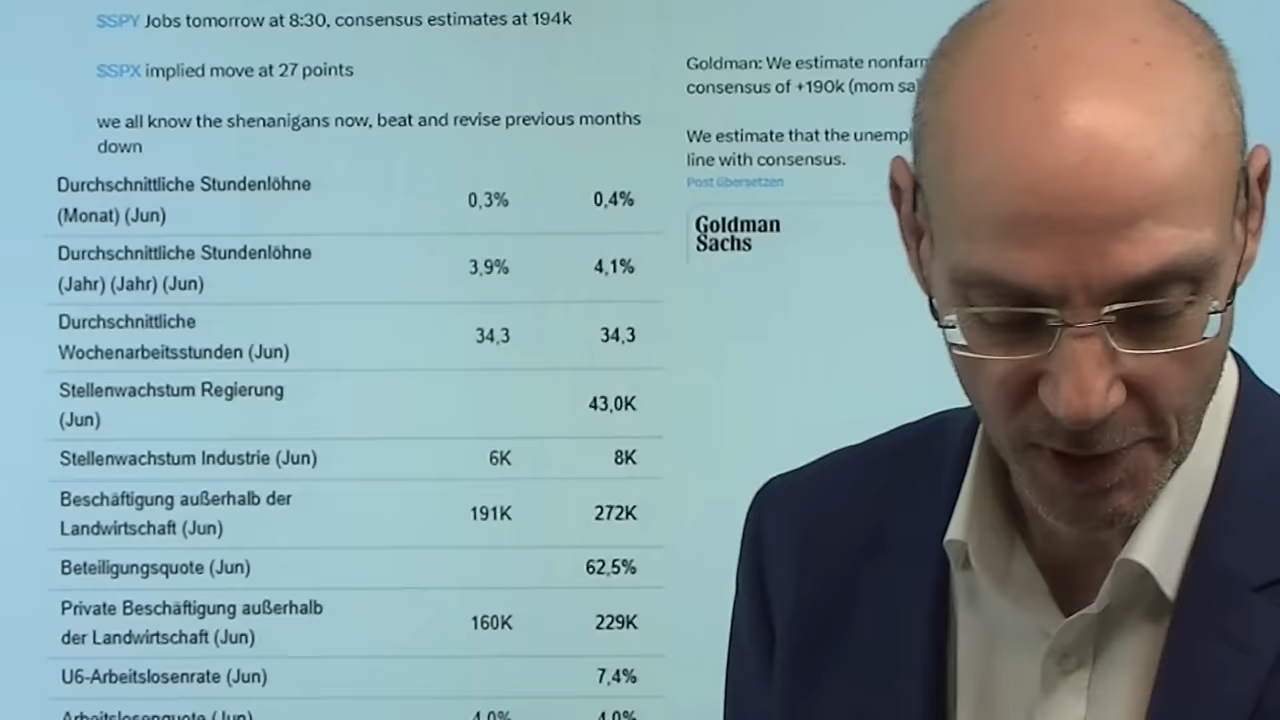 $SPY Jobs tomorrow at 8:30, consensus estimates at 194k
$SPX implied move at 27 points
we all know the shenanigans now, beat and revise previous months
down
Durchschnittliche Stundenlöhne
(Monat) (Jun)
0,3%
0,4%
Durchschnittliche Stundenlöhne
(Jahr) (Jahr) (Jun)
3,9%
4,1%
Durchschnittliche
Wochenarbeitsstunden (Jun)
34,3
34,3
Stellenwachstum Regierung
(Jun)
43,0K
Stellenwachstum Industrie (Jun)
6K
8K
Beschäftigung außerhalb der
Landwirtschaft (Jun)
191K
272K
Beteiligungsquote (Jun)
62,5%
Private Beschäftigung außerhalb
der Landwirtschaft (Jun)
160K
229K
U6-Arbeitslosenrate (Jun)
7,4%
Arbeitslosenquote (Jun)
4,0%
4,0%
Goldman: We estimate nonfarm
consensus of +190k (mom sa)
We estimate that the unempl
line with consensus.
Post übersetzen
Goldman
Sachs